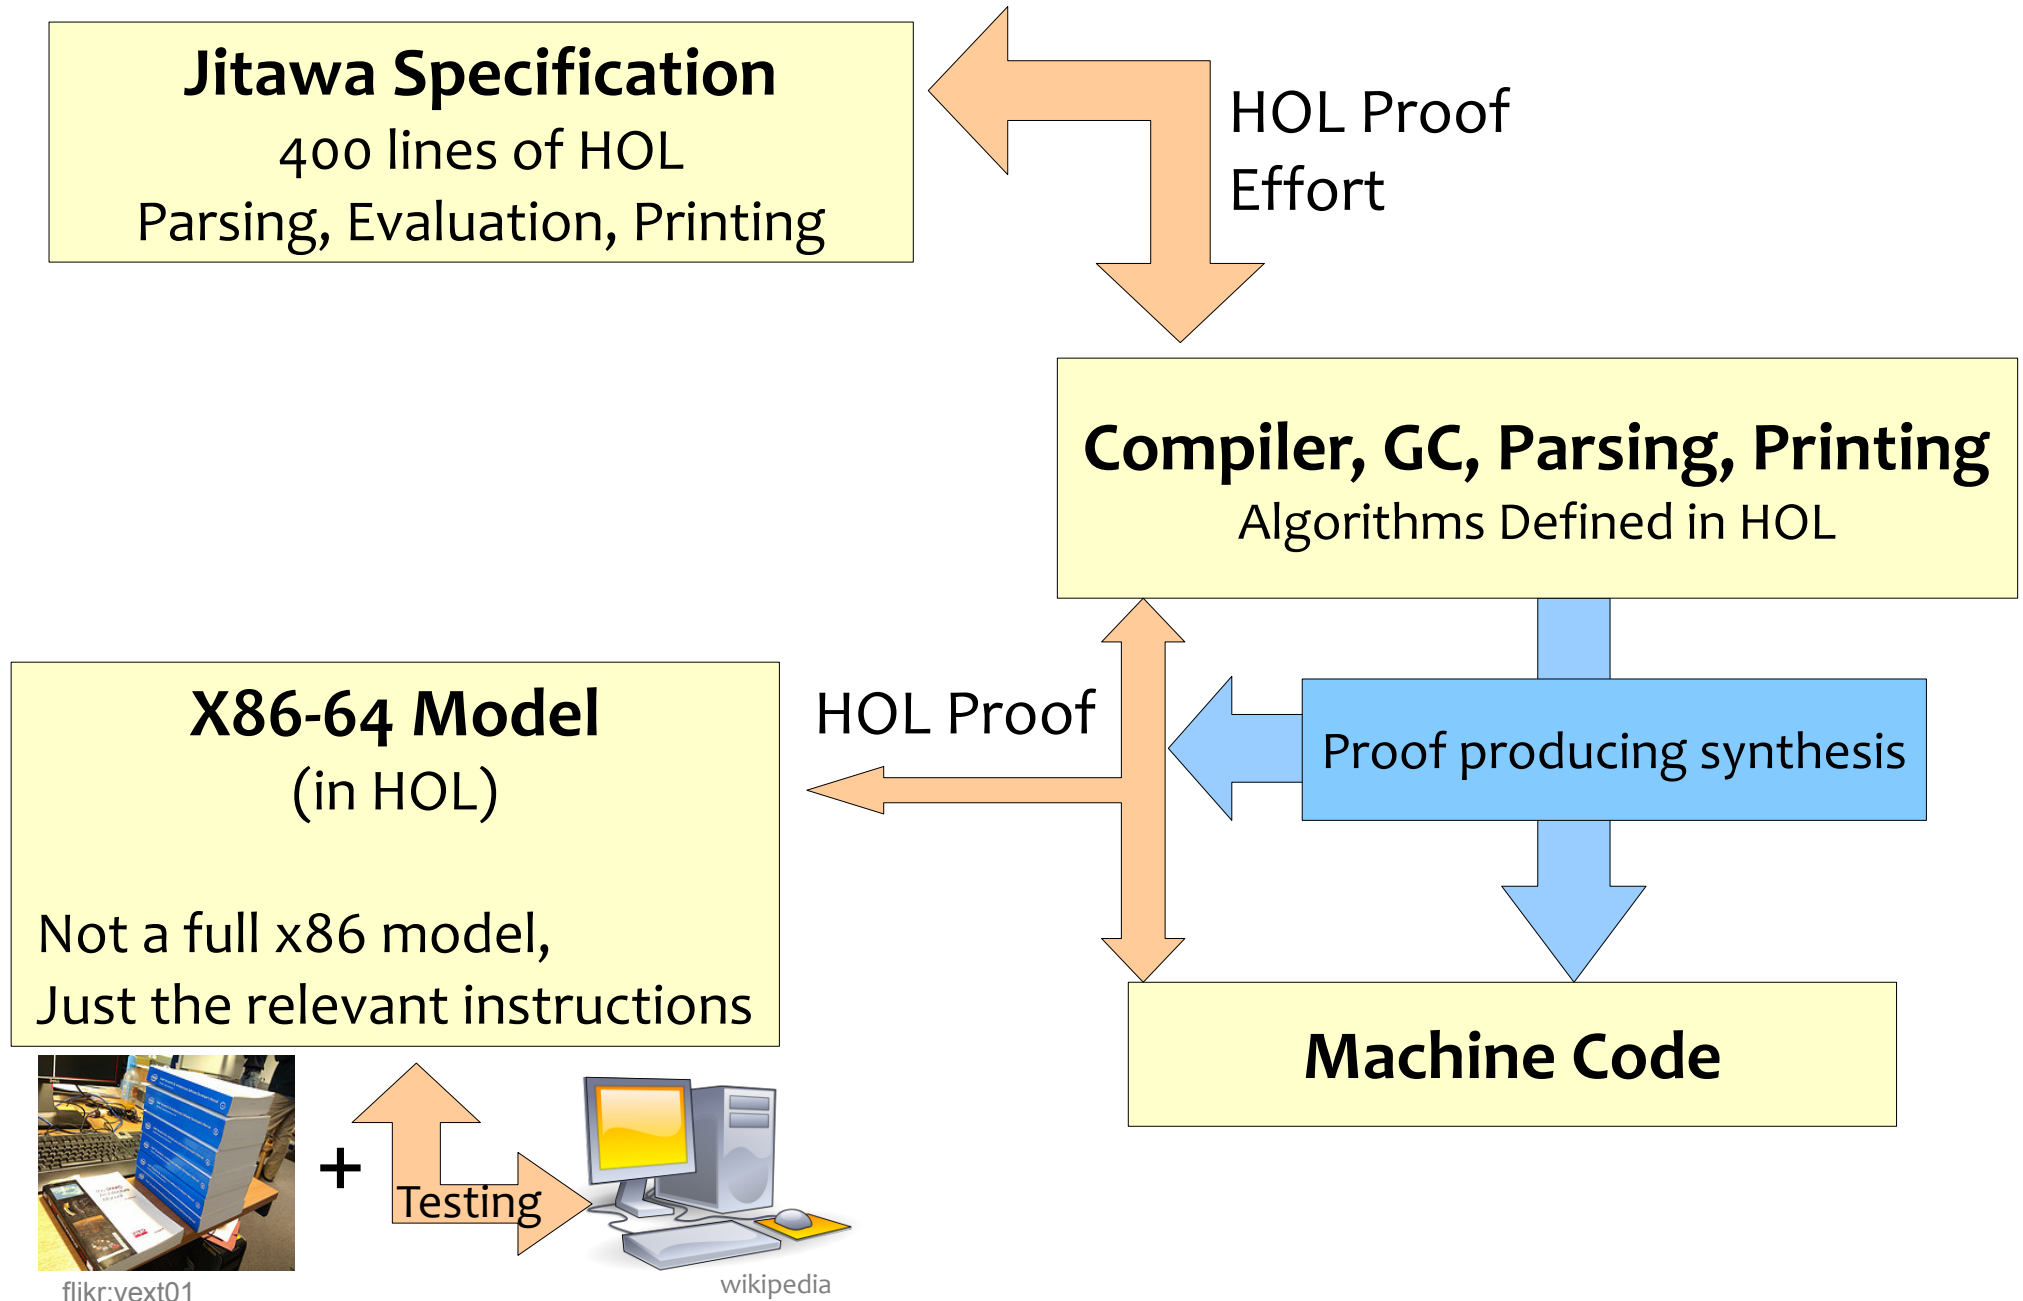 Jitawa Specification
400 lines of HOL
Parsing, Evaluation, Printing
HOL Proof
Effort
Compiler, GC, Parsing, Printing
Algorithms Defined in HOL
X86-64 Model
(in HOL)
Not a full x86 model,
Just the relevant instructions
HOL Proof
Proof producing synthesis
Machine Code
+
Testing
flikr:vext01
wikipedia